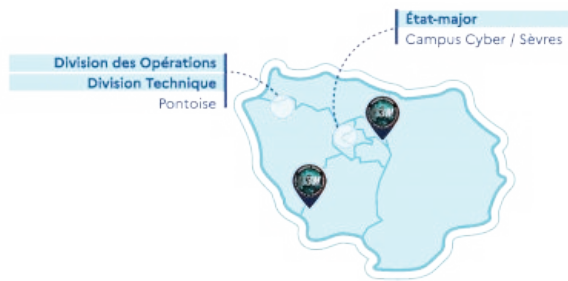 État-major
Campus Cyber / Sèvres
Division des Opérations
Division Technique
Pontoise